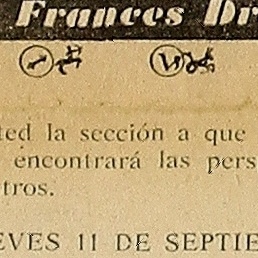 Frances Dr
ted la sección a que
encontrará las pers
tros.
EVES 11 DE SEPTIE